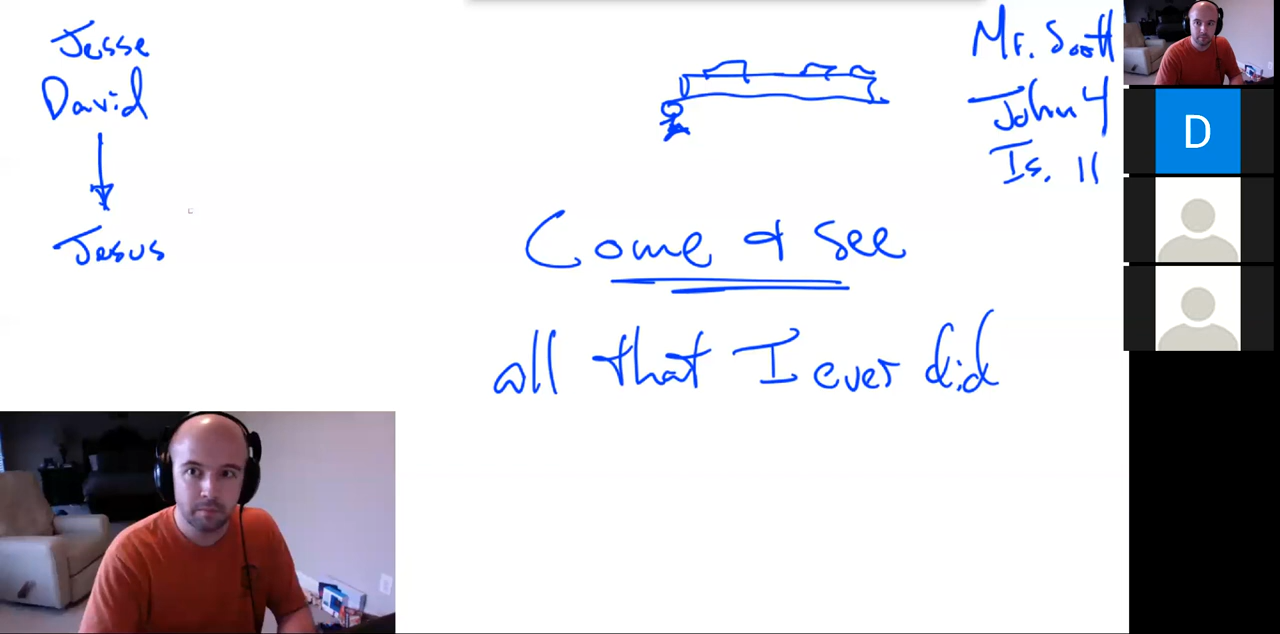 Jesse
David
Jesus
Mr. Scott
John 4
Is. 11
Come & see
all that I ever did
D